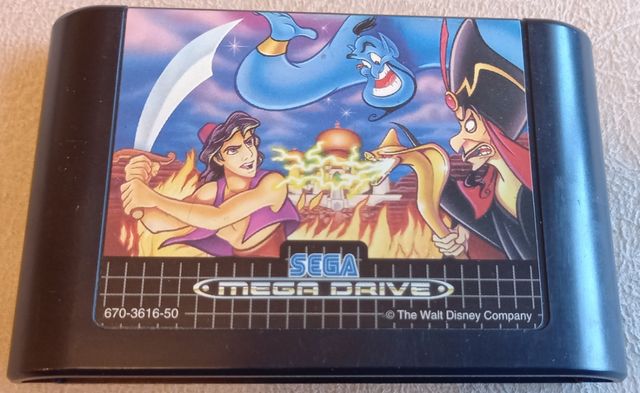 SEGA
MEGA DRIVE
670-3616-50
© The Walt Disney Company